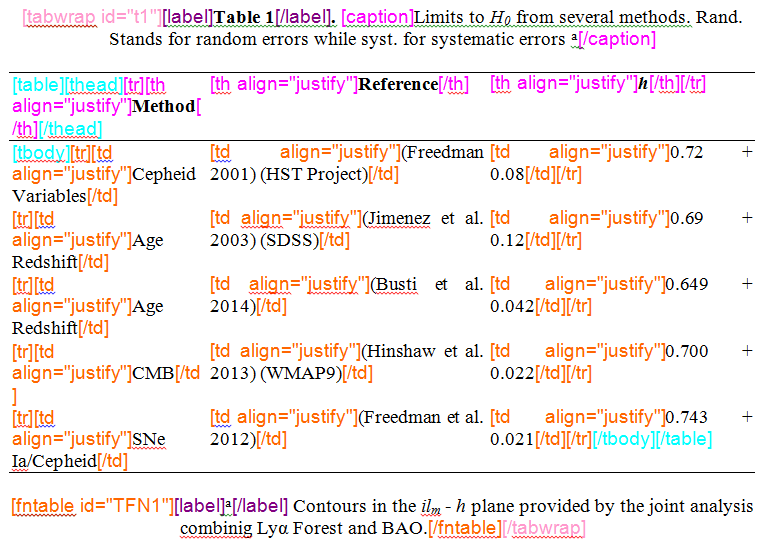 [tabwrap id="t1"][label]Table 1[/label]. [caption]Limits to H0 from several methods. Rand.
Stands for random errors while syst. for systematic errors a[/caption]
[table][thead][tr][th align="justify"]Method[/th][/thead]
[th align="justify"]Reference[/th]
[th align="justify"]h[/th][/tr]
[tbody][tr][td
align="justify"]Cepheid
Variables[/td]
[td align="justify"](Freedman
2001) (HST Project)[/td]
[td align="justify"]0.72 +
0.08[/td][/tr]
[tr][td
align="justify"]Age
Redshift[/td]
[td align="justify"](Jimenez et al.
2003) (SDSS)[/td]
[td align="justify"]0.69 +
0.12[/td][/tr]
[tr][td
align="justify"]Age
Redshift[/td]
[td align="justify"](Busti et al.
2014)[/td]
[td align="justify"]0.649 +
0.042[/td][/tr]
[tr][td
align="justify"]CMB[/td
]
[td align="justify"](Hinshaw et al.
2013) (WMAP9)[/td]
[td align="justify"]0.700 +
0.022[/td][/tr]
[tr][td
align="justify"]SNe
Ia/Cepheid[/td]
[td align="justify"](Freedman et al.
2012)[/td]
[td align="justify"]0.743 +
0.021[/td][/tr][/tbody][/table]
[fntable id="TFN1"][label]a[/label] Contours in the ilm - h plane provided by the joint analysis
combinig Lyα Forest and BAO.[/fntable][/tabwrap]